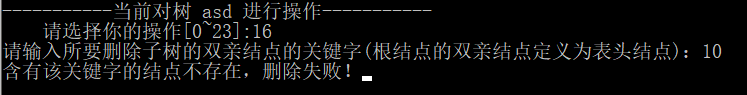 -----------当前对树 asd 进行操作-----------
请选择你的操作[0~23]:16
请输入所要删除子树的双亲结点的关键字(根结点的双亲结点定义为表头结点): 10
含有该关键字的结点不存在, 删除失败!